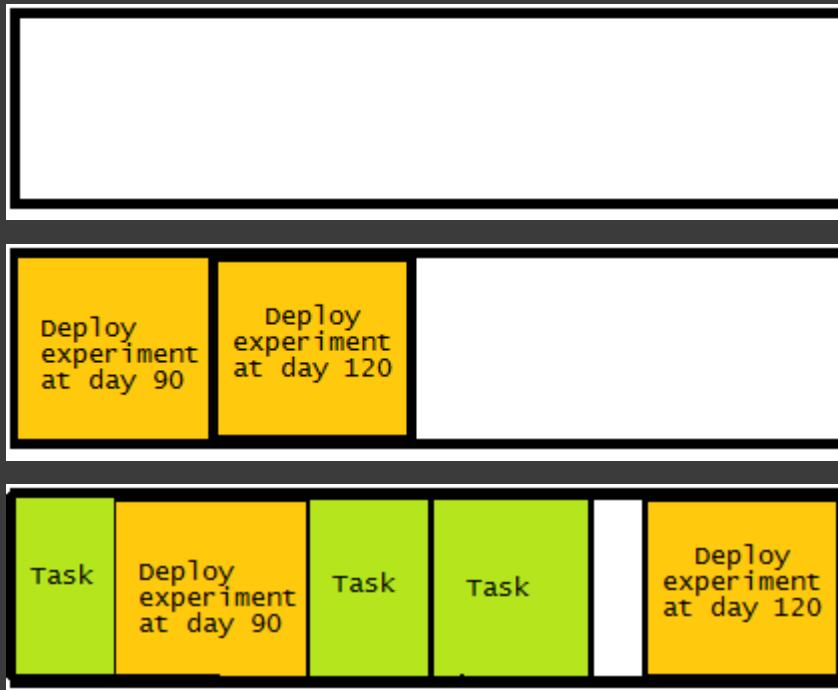 Deploy
experiment
at day 90
Deploy
experiment
at day 120
Task
Deploy
experiment
at day 90
Task
Task
Deploy
experiment
at day 120